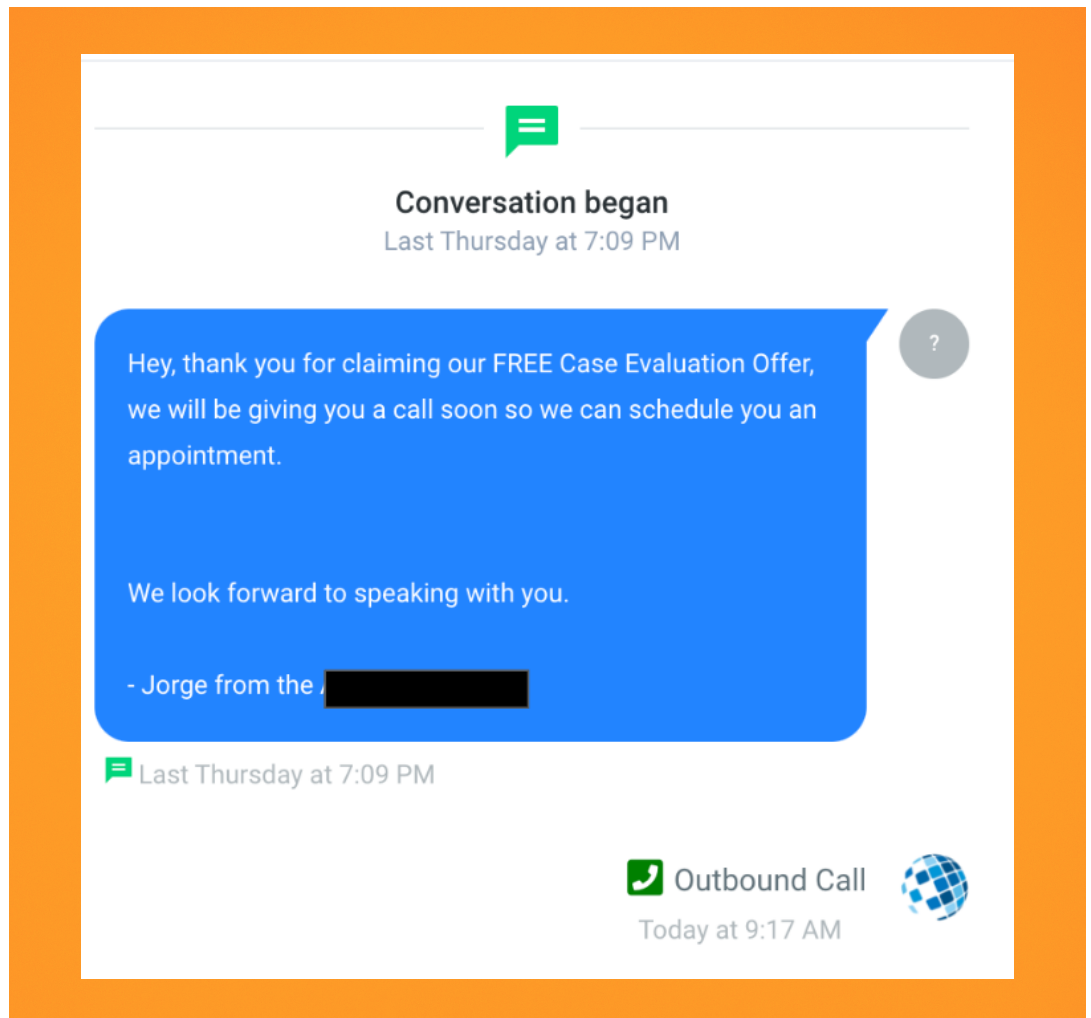 Conversation began
Last Thursday at 7:09 PM
?
Hey, thank you for claiming our FREE Case Evaluation Offer,
we will be giving you a call soon so we can schedule you an
appointment.
We look forward to speaking with you.
- Jorge from the
Last Thursday at 7:09 PM
Outbound Call
Today at 9:17 AM